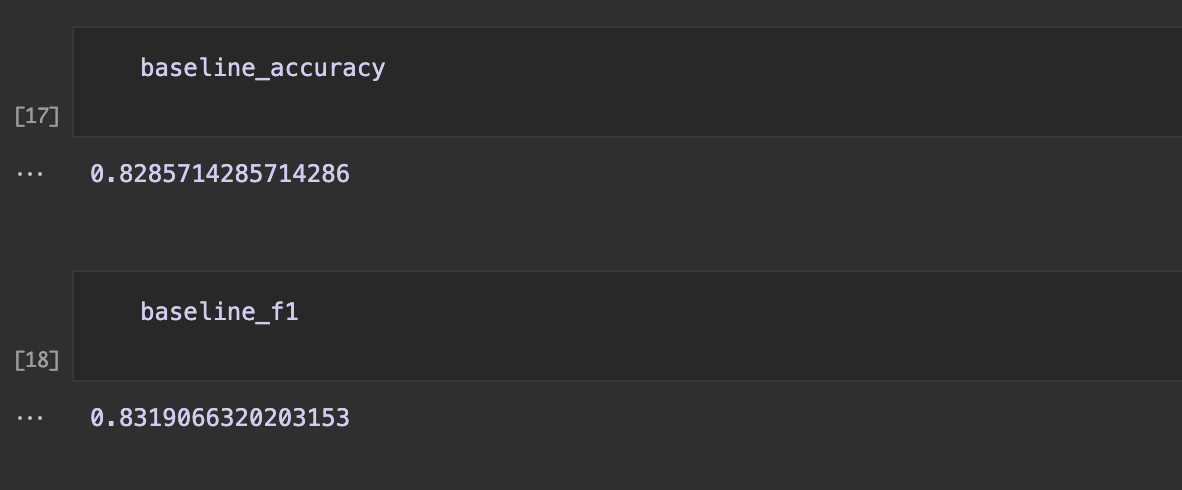 baseline_accuracy
[17]
... 0.8285714285714286
baseline_f1
[18]
... 0.8319066320203153